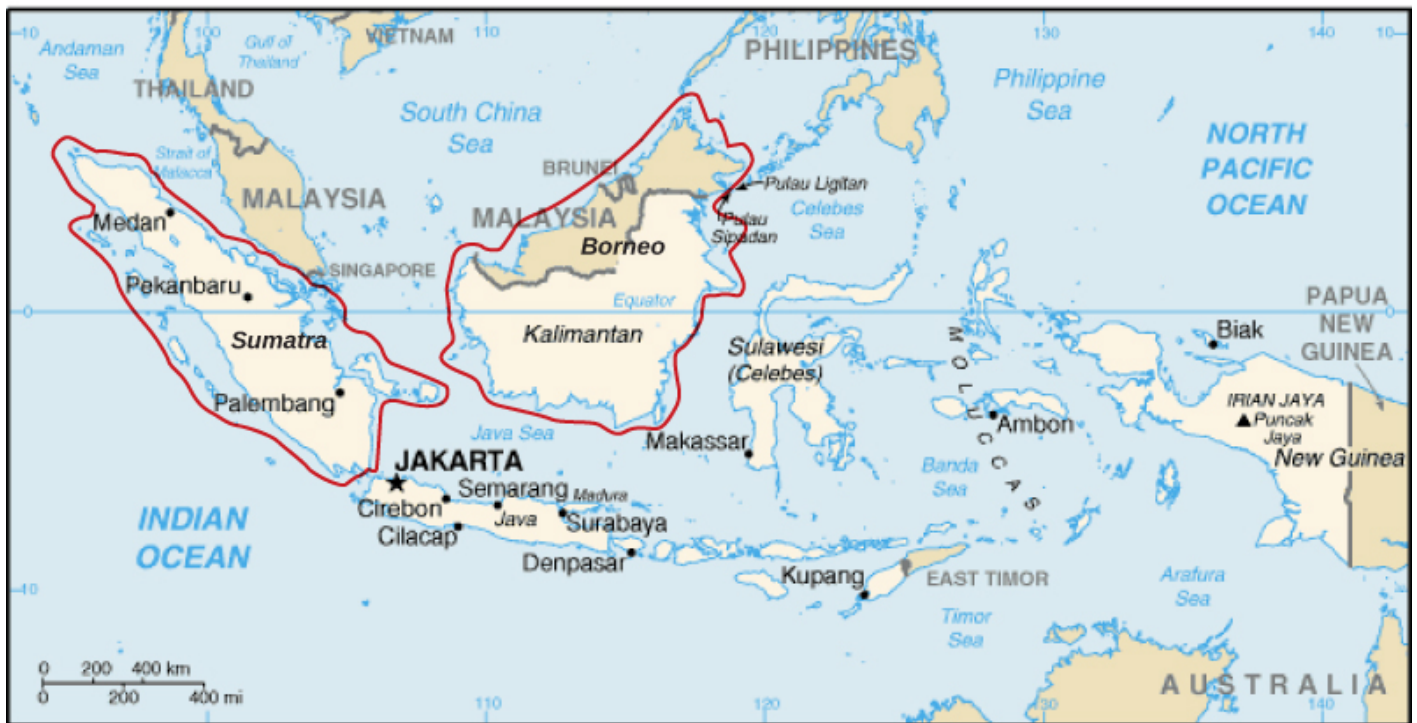 10
100
110
120
130
140
10
Andaman
Sea
Gulf of
Thailand
VIETNAM
PHILIPPINES
Philippine
Sea
THAILAND
South China
Sea
NORTH
PACIFIC
OCEAN
Strait of
Malacca
BRUNEI
MALAYSIA
Pulau Ligitan
Celebes
Sea
Pulau
Sipadan
Medan
MALAYSIA
Borneo
SINGAPORE
Pekanbaru
Equator
0
0
PAPUA
NEW
GUINEA
Sumatra
Kalimantan
Sulawesi
(Celebes)
MOLUCCAS
Biak
Palembang
IRIAN JAYA
Puncak
Jaya
Ambon
Java Sea
Makassar
New Guinea
JAKARTA
Banda
Sea
Semarang
Madura
Cirebon
Java
Surabaya
INDIAN
OCEAN
Cilacap
Denpasar
Kupang
EAST TIMOR
Arafura
Sea
10
Timor
Sea
0 200 400 km
0 200 400 mi
AUSTRALIA
110
120
130
140